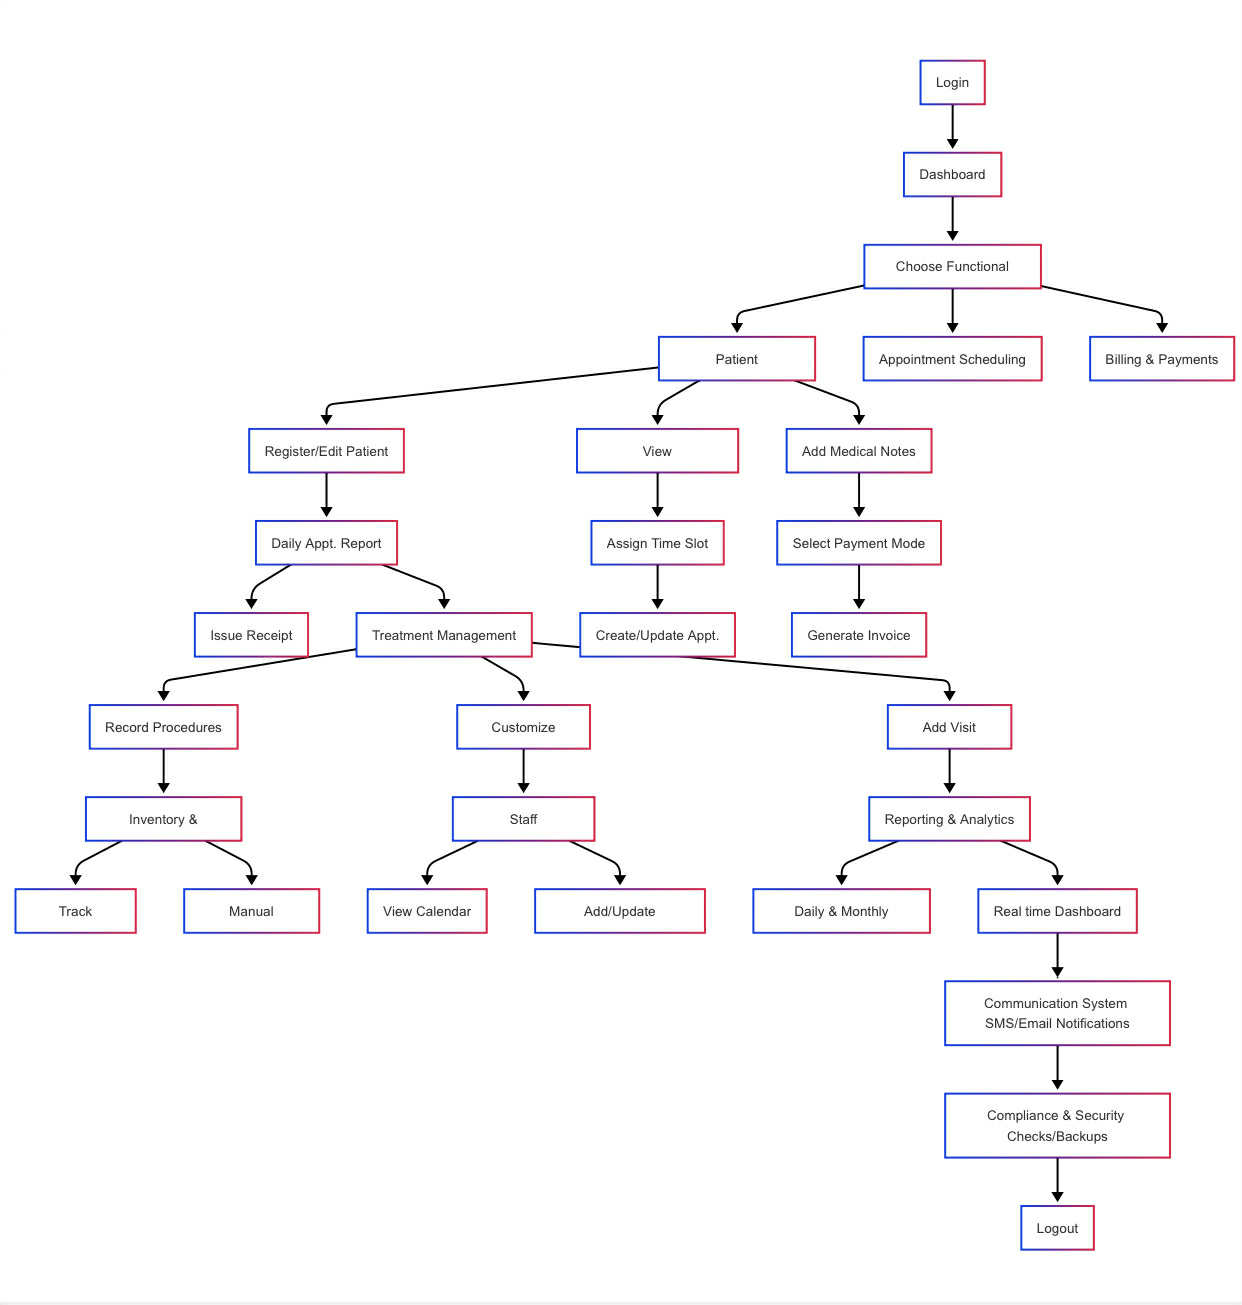 Login
Dashboard
Choose Functional
Patient
Appointment Scheduling
Billing & Payments
Register/Edit Patient
View
Add Medical Notes
Daily Appt. Report
Assign Time Slot
Select Payment Mode
Issue Receipt
Treatment Management
Create/Update Appt.
Generate Invoice
Record Procedures
Customize
Add Visit
Inventory &
Staff
Reporting & Analytics
Track
Manual
View Calendar
Add/Update
Daily & Monthly
Real time Dashboard
Communication System
SMS/Email Notifications
Compliance & Security
Checks/Backups
Logout